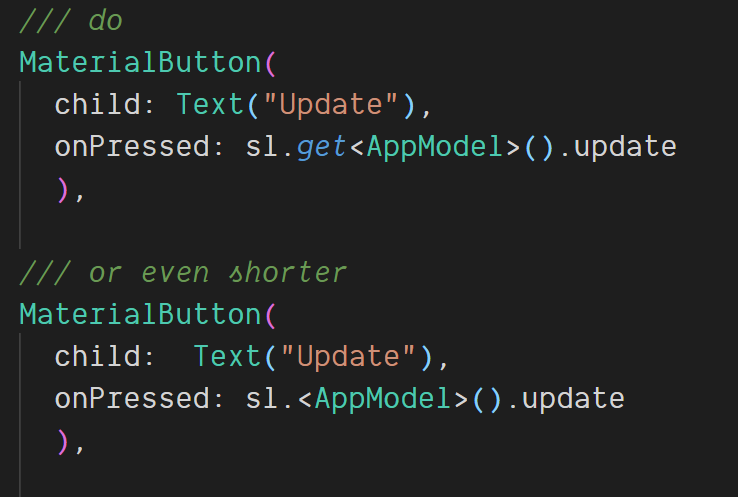 /// do
MaterialButton(
child: Text("Update"),
onPressed: sl.get<AppModel>().update
),
/// or even shorter
MaterialButton(
child:  Text("Update"),
onPressed: sl.<AppModel>().update
),